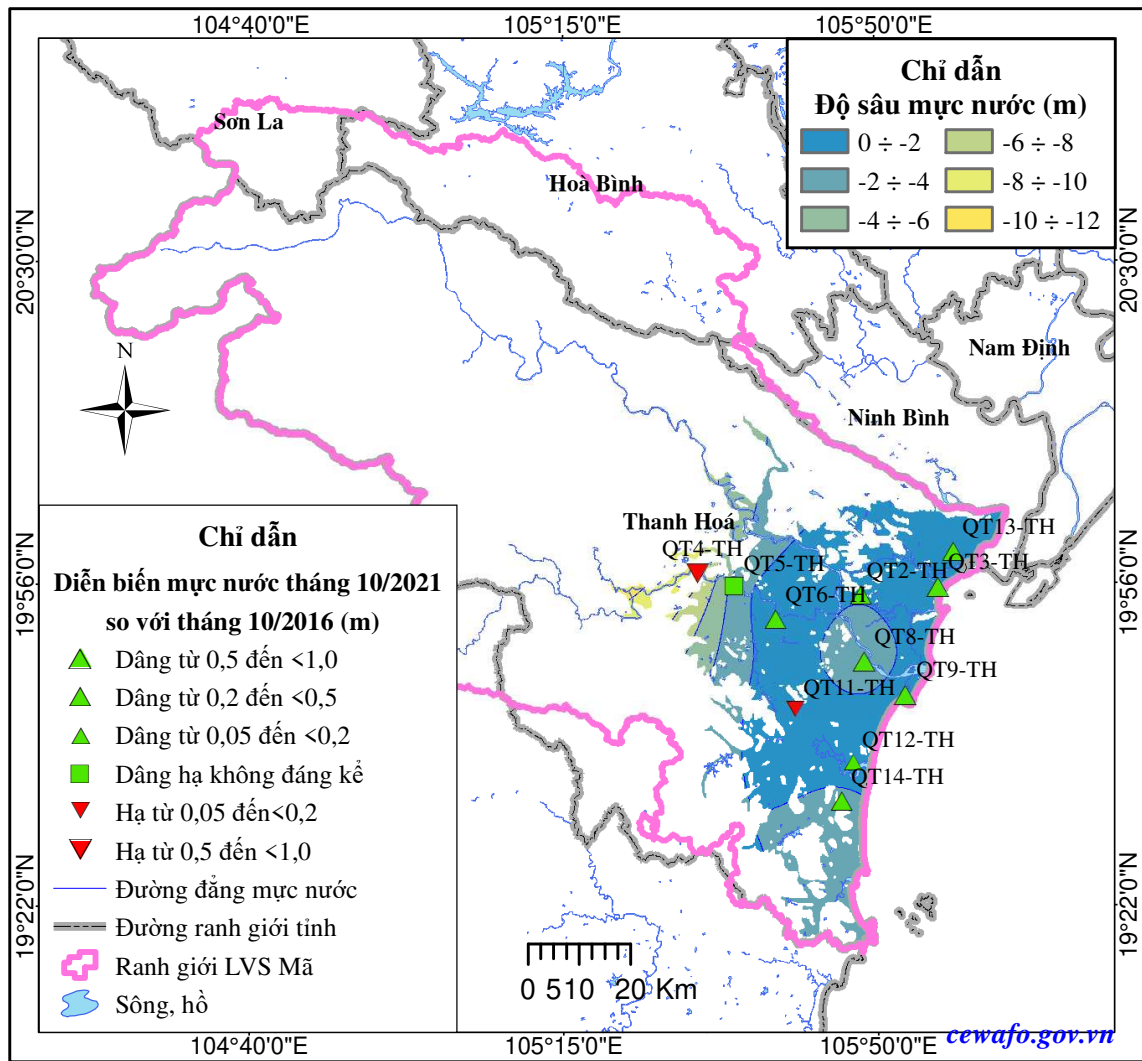 104°40'0"E
105°15'0"E
105°50'0"E
Chỉ dẫn
Độ sâu mực nước (m)
0 ÷ -2
-6 ÷ -8
-2 ÷ -4
-8 ÷ -10
-4 ÷ -6
-10 ÷ -12
Sơn La
Hoà Bình
20°30'0"N
20°30'0"N
Nam Định
N
Ninh Bình
Thanh Hoá
QT13-TH
QT4-TH
QT5-TH
QT2-TH
QT3-TH
19°56'0"N
19°56'0"N
QT6-TH
QT8-TH
QT9-TH
QT11-TH
QT12-TH
QT14-TH
Chỉ dẫn
Diễn biến mực nước tháng 10/2021
so với tháng 10/2016 (m)
Dâng từ 0,5 đến <1,0
Dâng từ 0,2 đến <0,5
Dâng từ 0,05 đến <0,2
Dâng hạ không đáng kể
Hạ từ 0,05 đến<0,2
Hạ từ 0,5 đến <1,0
Đường đẳng mực nước
Đường ranh giới tỉnh
Ranh giới LVS Mã
Sông, hồ
19°22'0"N
19°22'0"N
0 510 20 Km
cewafo.gov.vn
104°40'0"E
105°15'0"E
105°50'0"E